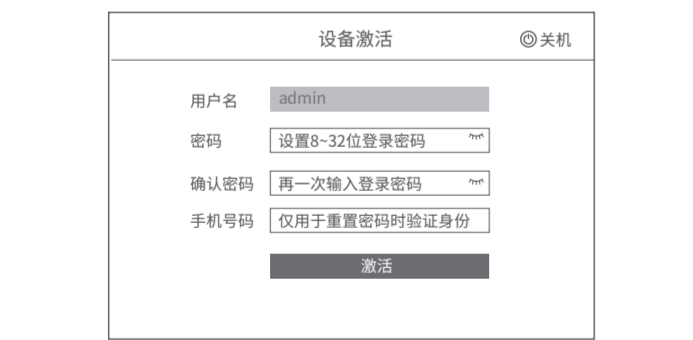 设备激活 关机
用户名 admin
密码 设置8~32位登录密码
确认密码 再一次输入登录密码
手机号码 仅用于重置密码时验证身份
激活